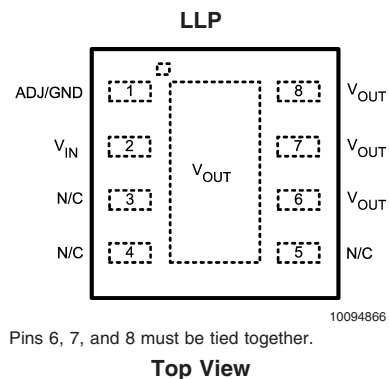 LLP
ADJ/GND 1 8 VOUT
VIN 2 7 VOUT
VOUT
N/C 3 6 VOUT
N/C 4 5 N/C
10094866
Pins 6, 7, and 8 must be tied together.
Top View